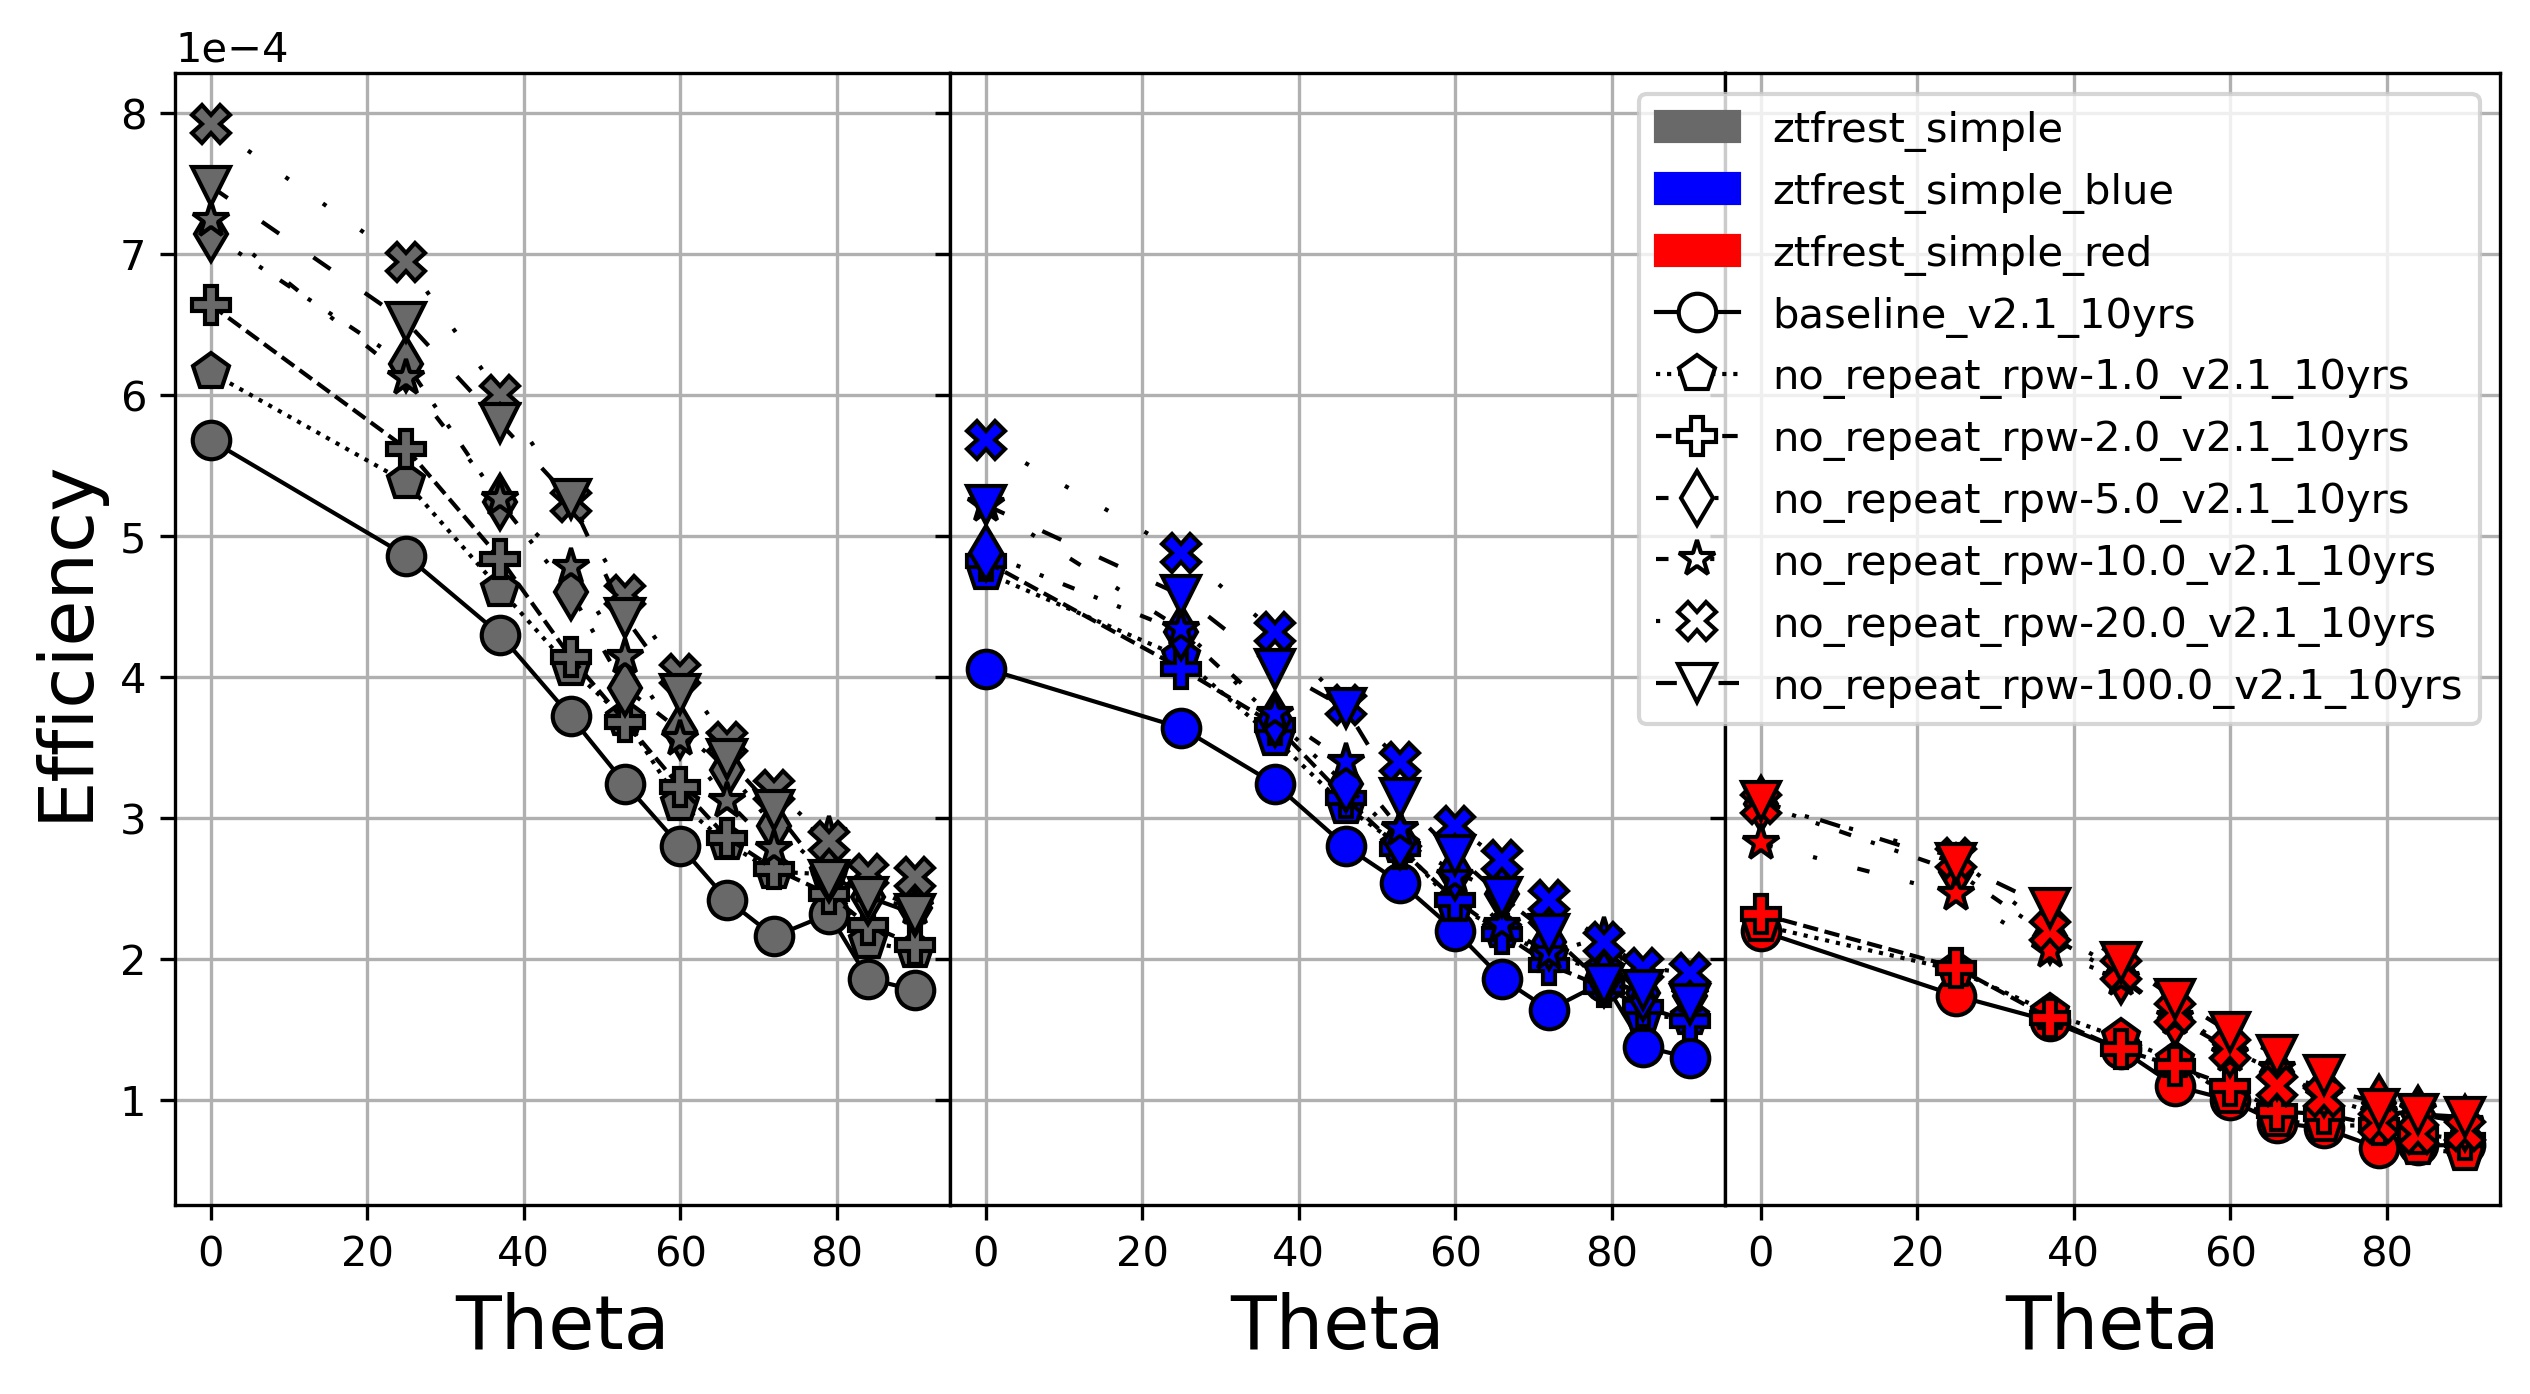 1e−4
8
7
6
5
4
3
2
1
Efficiency
0 20 40 60 80
0 20 40 60 80
0 20 40 60 80
Theta
Theta
Theta
ztfrest_simple
ztfrest_simple_blue
ztfrest_simple_red
baseline_v2.1_10yrs
no_repeat_rpw-1.0_v2.1_10yrs
no_repeat_rpw-2.0_v2.1_10yrs
no_repeat_rpw-5.0_v2.1_10yrs
no_repeat_rpw-10.0_v2.1_10yrs
no_repeat_rpw-20.0_v2.1_10yrs
no_repeat_rpw-100.0_v2.1_10yrs